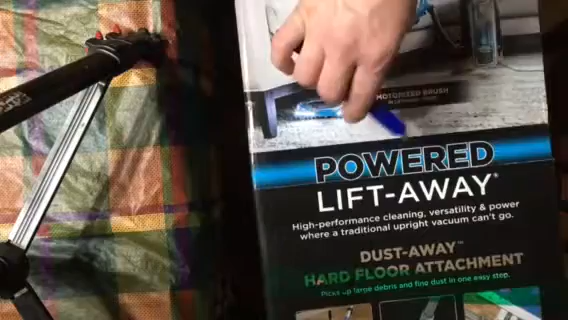 MOTORIZED BRUSH
POWERED
LIFT-AWAY®
High-performance cleaning, versatility & power
where a traditional upright vacuum can't go.
DUST-AWAY™
HARD FLOOR ATTACHMENT
Picks up large debris and fine dust in one easy step.